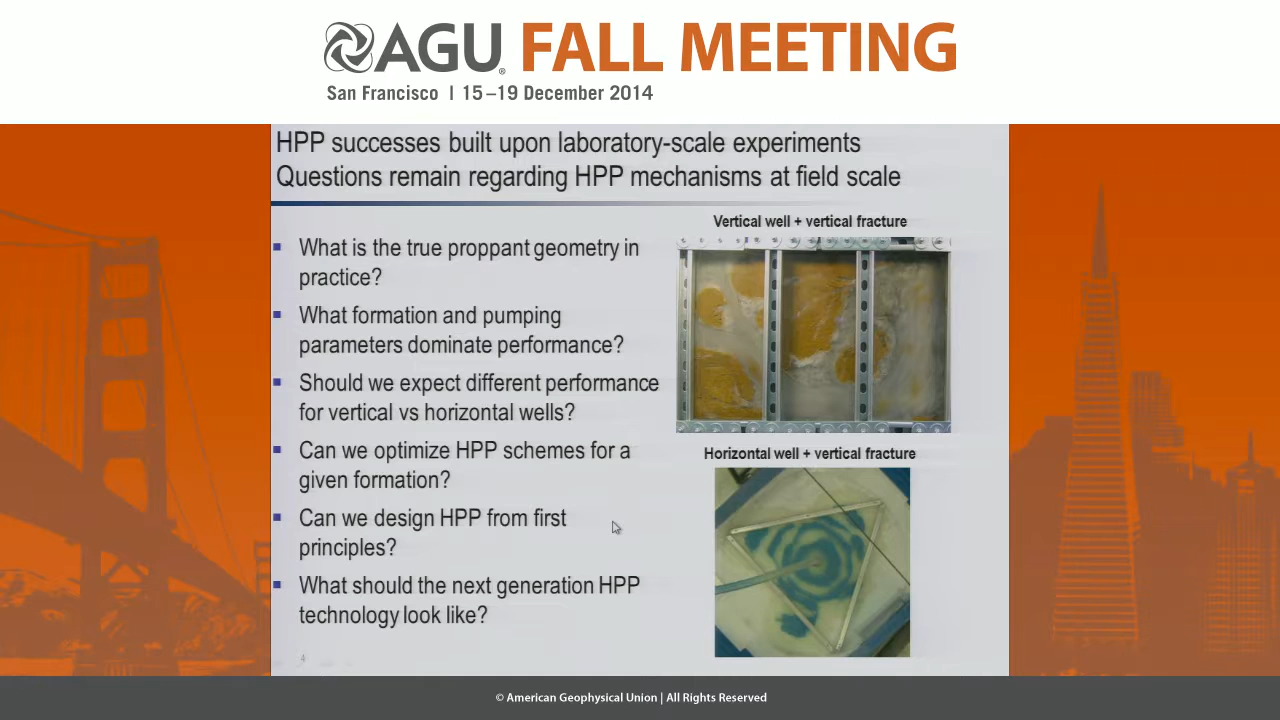 AGU FALL MEETING
San Francisco | 15–19 December 2014
HPP successes built upon laboratory-scale experiments
Questions remain regarding HPP mechanisms at field scale
What is the true proppant geometry in
practice?
What formation and pumping
parameters dominate performance?
Should we expect different performance
for vertical vs horizontal wells?
Can we optimize HPP schemes for a
given formation?
Can we design HPP from first
principles?
What should the next generation HPP
technology look like?
Vertical well + vertical fracture
Horizontal well + vertical fracture
4
© American Geophysical Union | All Rights Reserved